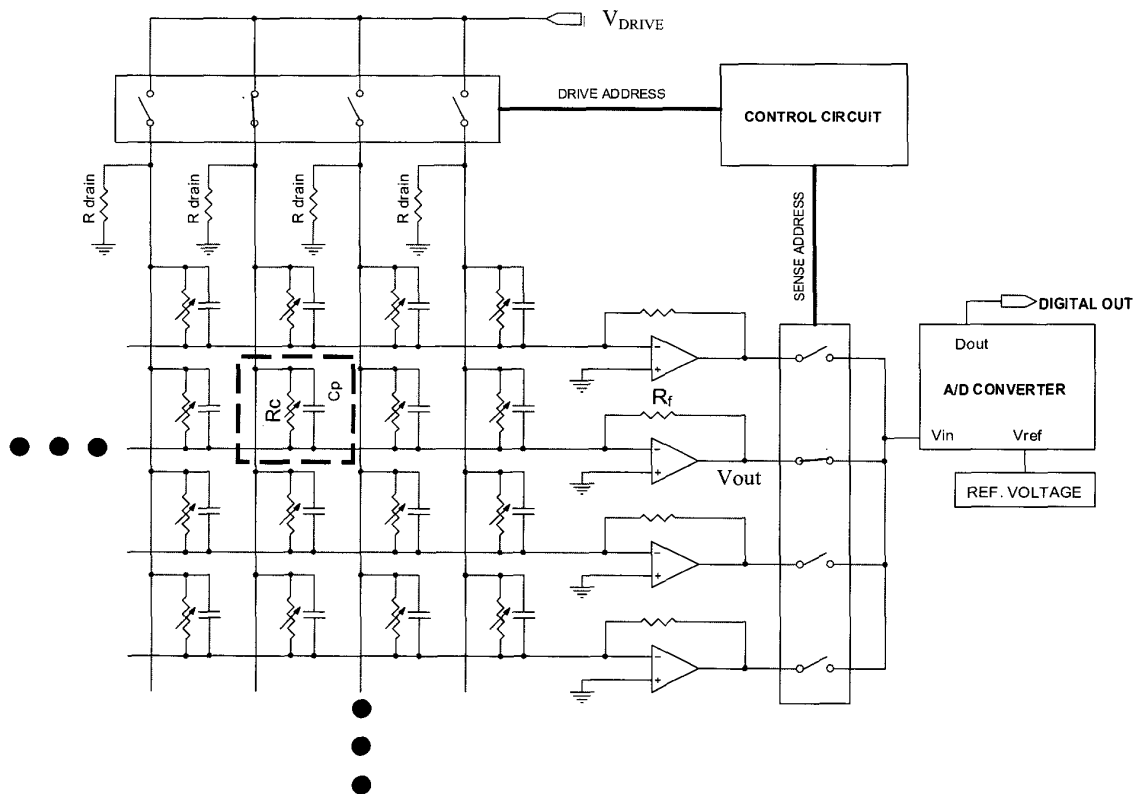 V_DRIVE
DRIVE ADDRESS
CONTROL CIRCUIT
R drain
R drain
R drain
R drain
SENSE ADDRESS
DIGITAL OUT
Dout
A/D CONVERTER
Vin
Vref
REF. VOLTAGE
Rc
Cp
Rf
Vout
-
+
-
+
-
+
-
+